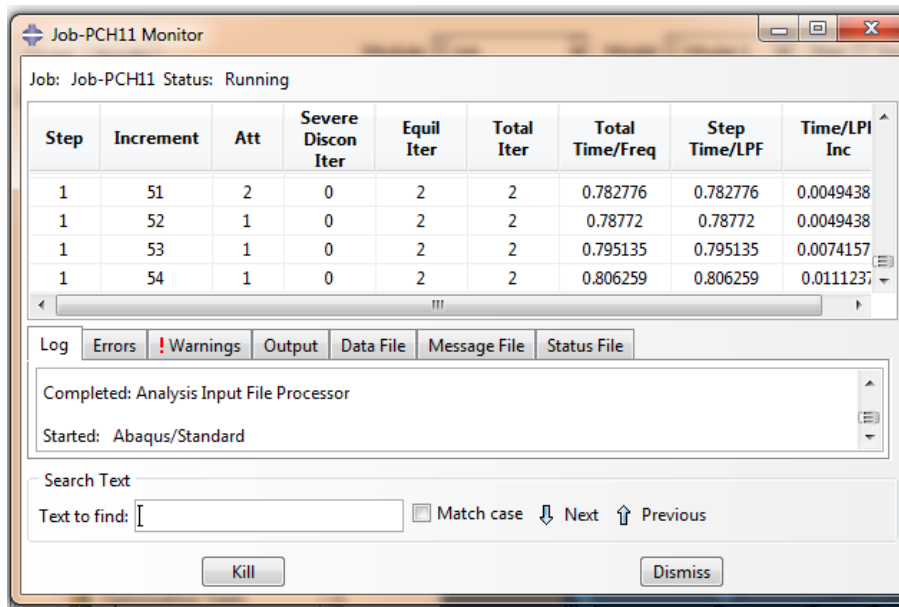 Job-PCH11 Monitor
Job: Job-PCH11 Status: Running
Step Increment Att Severe Discon Iter Equil Iter Total Iter Total Time/Freq Step Time/LPF Time/LPF Inc
1 51 2 0 2 2 0.782776 0.782776 0.0049438
1 52 1 0 2 2 0.78772 0.78772 0.0049438
1 53 1 0 2 2 0.795135 0.795135 0.0074157
1 54 1 0 2 2 0.806259 0.806259 0.0111237
Log Errors ! Warnings Output Data File Message File Status File
Completed: Analysis Input File Processor
Started: Abaqus/Standard
Search Text
Text to find: Match case Next Previous
Kill Dismiss